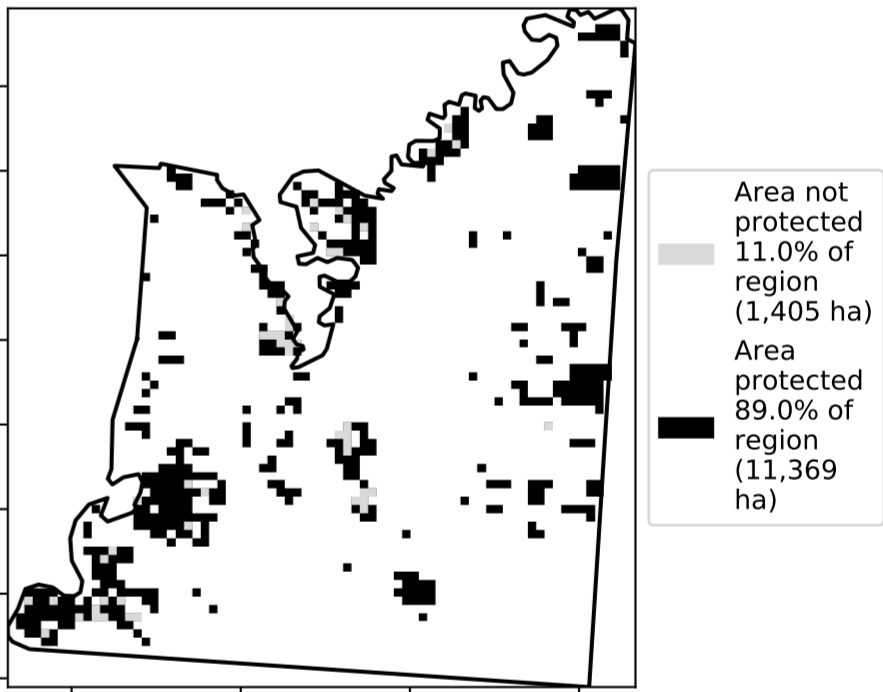 Area not
protected
11.0% of
region
(1,405 ha)
Area
protected
89.0% of
region
(11,369
ha)